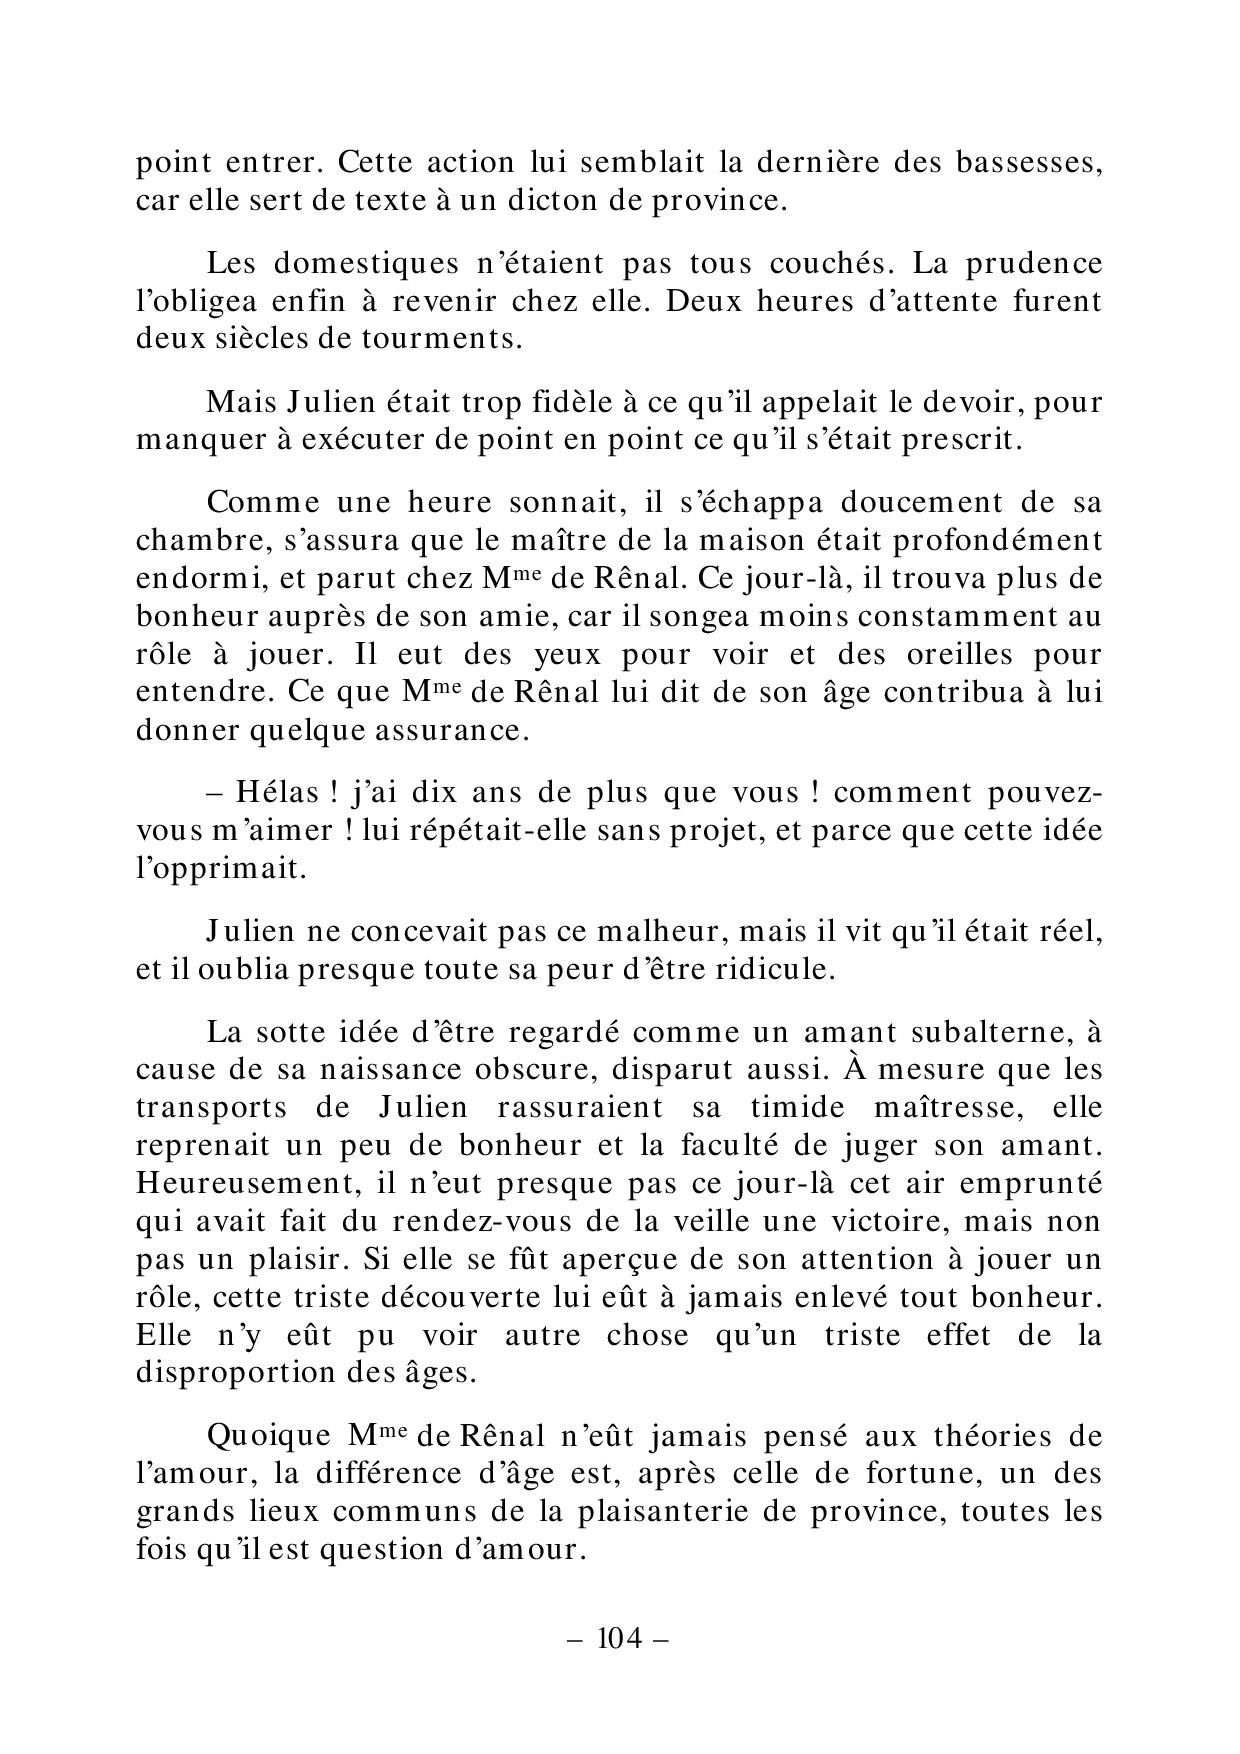 point entrer. Cette action lui semblait la dernière des bassesses,
car elle sert de texte à un dicton de province.
Les domestiques n’étaient pas tous couchés. La prudence
l’obligea enfin à revenir chez elle. Deux heures d’attente furent
deux siècles de tourments.
Mais Julien était trop fidèle à ce qu’il appelait le devoir, pour
manquer à exécuter de point en point ce qu’il s’était prescrit.
Comme une heure sonnait, il s’échappa doucement de sa
chambre, s’assura que le maître de la maison était profondément
endormi, et parut chez Mme de Rênal. Ce jour-là, il trouva plus de
bonheur auprès de son amie, car il songea moins constamment au
rôle à jouer. Il eut des yeux pour voir et des oreilles pour
entendre. Ce que Mme de Rênal lui dit de son âge contribua à lui
donner quelque assurance.
– Hélas ! j’ai dix ans de plus que vous ! comment pouvez-
vous m’aimer ! lui répétait-elle sans projet, et parce que cette idée
l’opprimait.
Julien ne concevait pas ce malheur, mais il vit qu’il était réel,
et il oublia presque toute sa peur d’être ridicule.
La sotte idée d’être regardé comme un amant subalterne, à
cause de sa naissance obscure, disparut aussi. À mesure que les
transports de Julien rassuraient sa timide maîtresse, elle
reprenait un peu de bonheur et la faculté de juger son amant.
Heureusement, il n’eut presque pas ce jour-là cet air emprunté
qui avait fait du rendez-vous de la veille une victoire, mais non
pas un plaisir. Si elle se fût aperçue de son attention à jouer un
rôle, cette triste découverte lui eût à jamais enlevé tout bonheur.
Elle n’y eût pu voir autre chose qu’un triste effet de la
disproportion des âges.
Quoique Mme de Rênal n’eût jamais pensé aux théories de
l’amour, la différence d’âge est, après celle de fortune, un des
grands lieux communs de la plaisanterie de province, toutes les
fois qu’il est question d’amour.
– 104 –